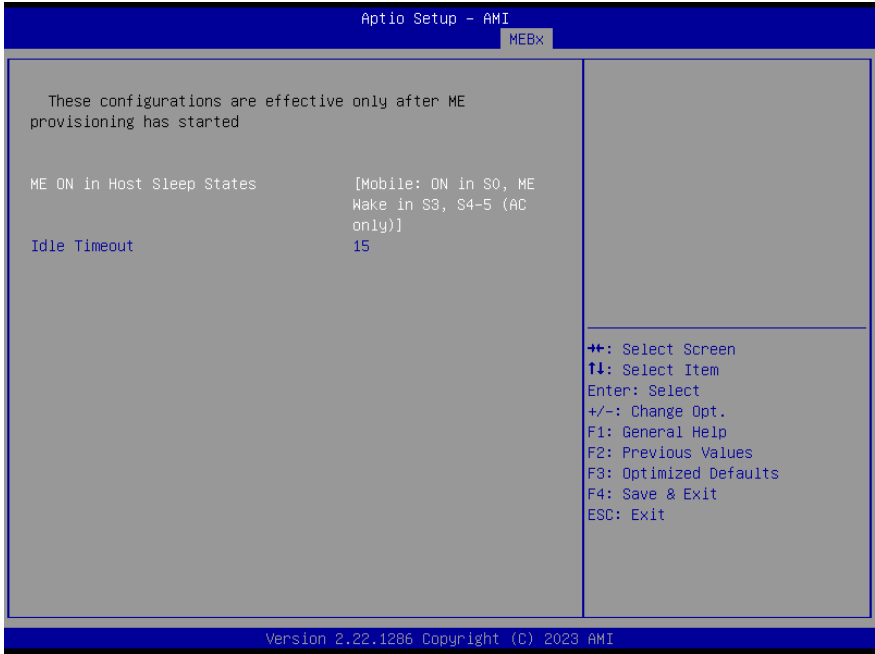 Aptio Setup – AMI
MEBx
These configurations are effective only after ME
provisioning has started
ME ON in Host Sleep States [Mobile: ON in S0, ME
Wake in S3, S4-5 (AC
only)]
Idle Timeout 15
→←: Select Screen
↑↓: Select Item
Enter: Select
+/-: Change Opt.
F1: General Help
F2: Previous Values
F3: Optimized Defaults
F4: Save & Exit
ESC: Exit
Version 2.22.1286 Copyright (C) 2023 AMI